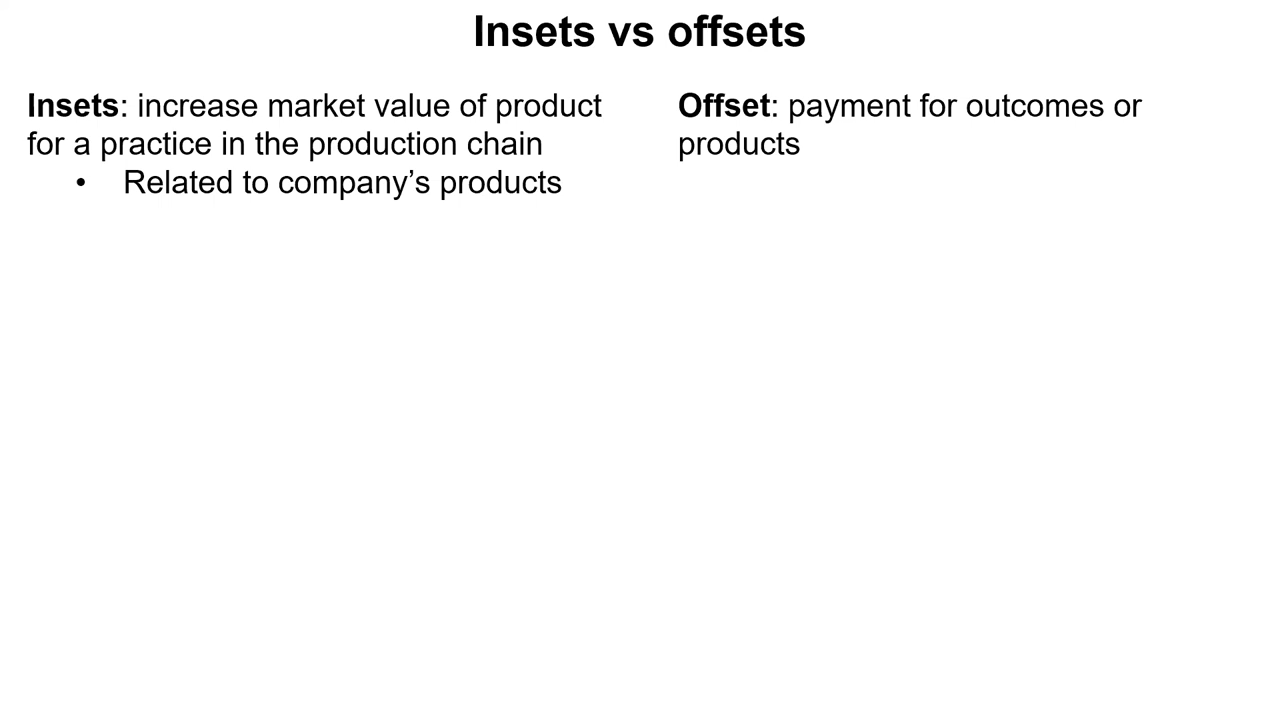 Insets vs offsets
Insets: increase market value of product
for a practice in the production chain
• Related to company’s products
Offset: payment for outcomes or
products